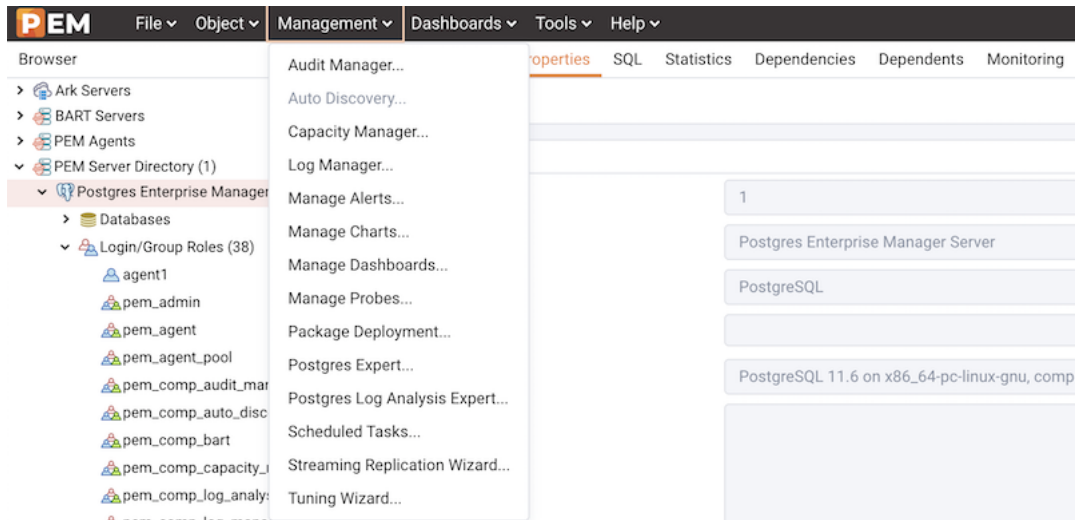 PEM File Object Management Dashboards Tools Help
Browser
Properties SQL Statistics Dependencies Dependents Monitoring
Ark Servers
BART Servers
PEM Agents
PEM Server Directory (1)
Postgres Enterprise Manager
Databases
Login/Group Roles (38)
agent1
pem_admin
pem_agent
pem_agent_pool
pem_comp_audit_mar
pem_comp_auto_disc
pem_comp_bart
pem_comp_capacity_
pem_comp_log_analy
Audit Manager...
Auto Discovery...
Capacity Manager...
Log Manager...
Manage Alerts...
Manage Charts...
Manage Dashboards...
Manage Probes...
Package Deployment...
Postgres Expert...
Postgres Log Analysis Expert...
Scheduled Tasks...
Streaming Replication Wizard...
Tuning Wizard...
1
Postgres Enterprise Manager Server
PostgreSQL
PostgreSQL 11.6 on x86_64-pc-linux-gnu, comp